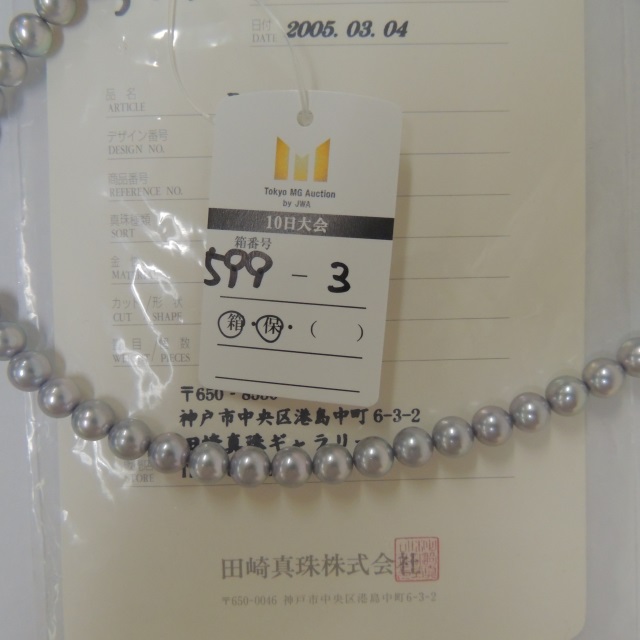 日付
DATE 2005. 03. 04
品名
ARTICLE
デザイン番号
DESIGN NO.
商品番号
REFERENCE NO.
SORT
CUT SHAPE
PIECES
Tokyo MG Auction
by JWA
10日大会
箱番号
599 - 3
箱・保・( )
〒650-
神戸市中央区港島中町6-3-2
田崎真珠ギャラリー
STORE
田崎真珠株式会社
〒650-0046 神戸市中央区港島中町6-3-2